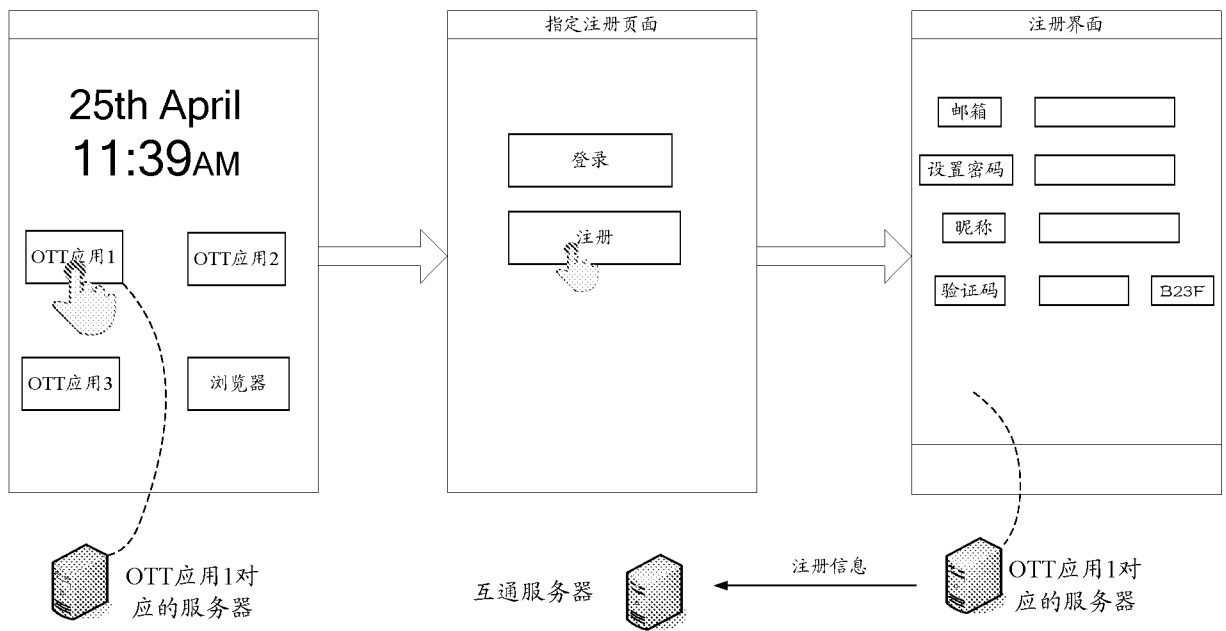 25th April
11:39AM
OTT应用1
OTT应用2
OTT应用3
浏览器
OTT应用1对
应的服务器
指定注册页面
登录
注册
互通服务器
注册信息
注册界面
邮箱
设置密码
昵称
验证码
B23F
OTT应用1对
应的服务器